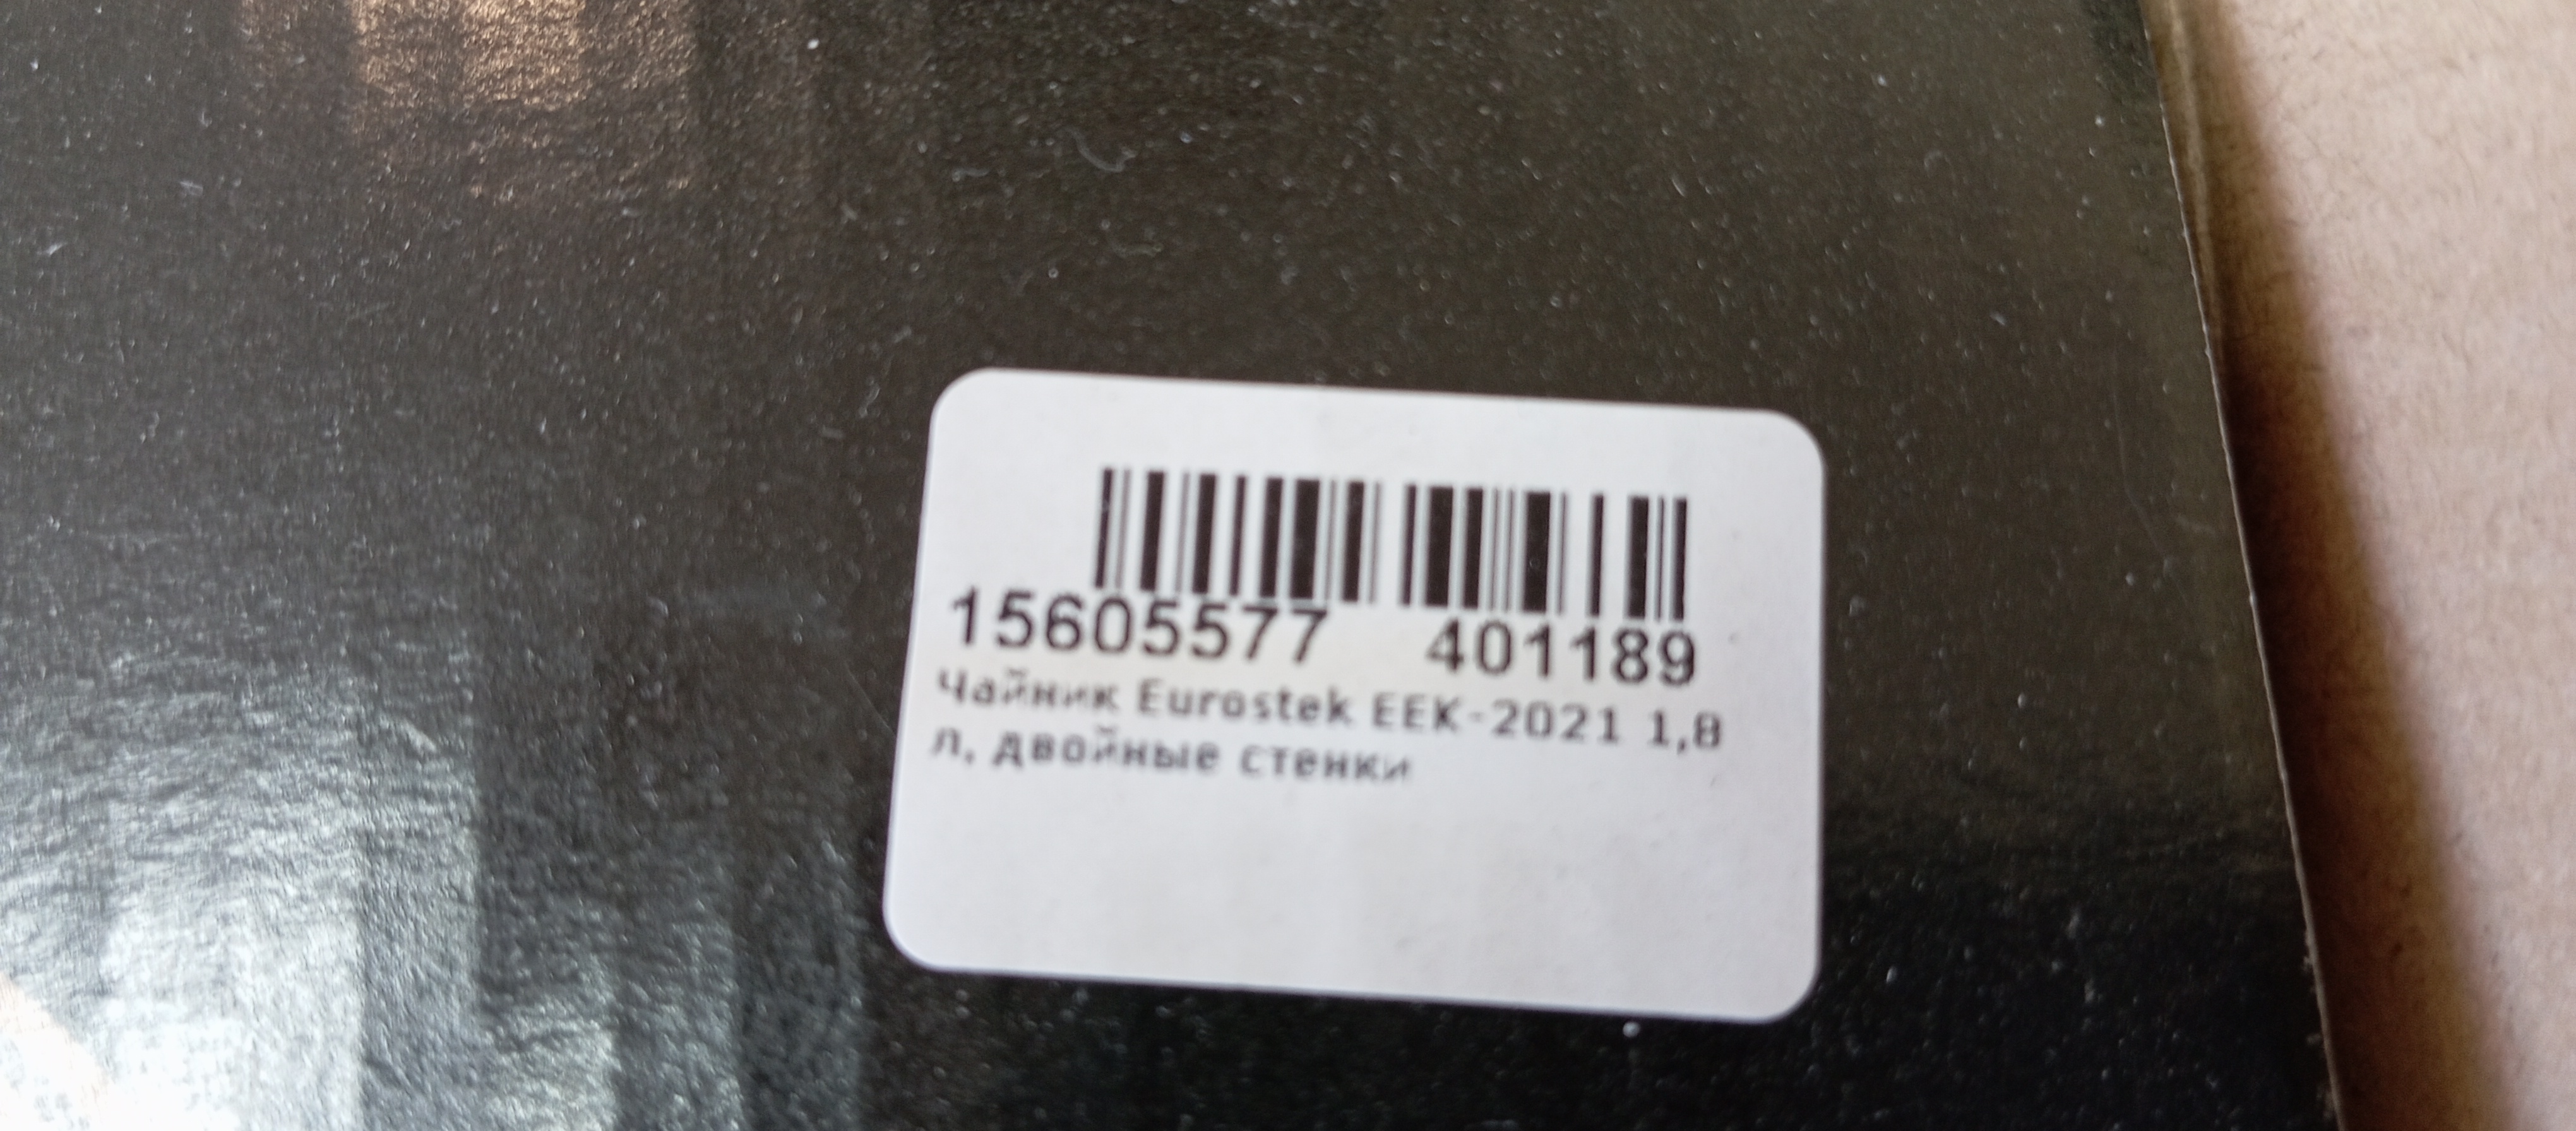 15605577 401189
Чайник Eurostek EEK-2021 1,8
л, двойные стенки